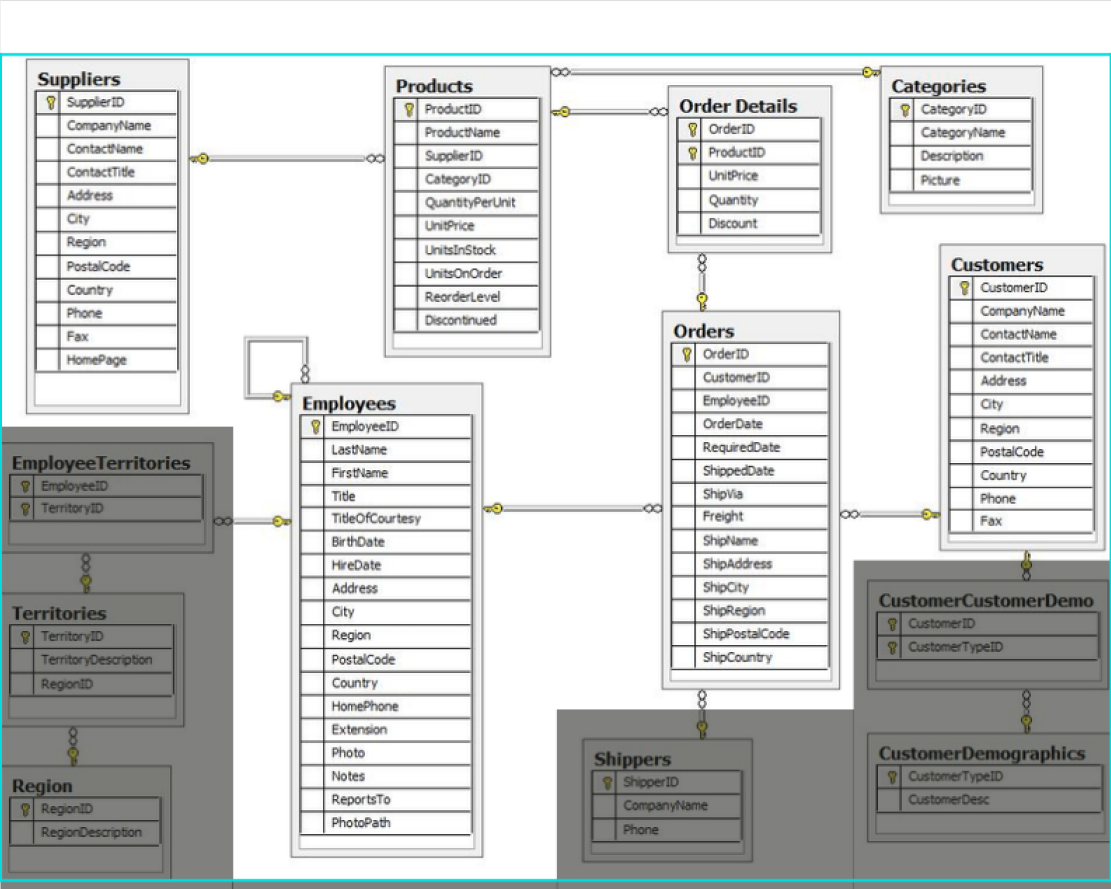 Suppliers
SupplierID
CompanyName
ContactName
ContactTitle
Address
City
Region
PostalCode
Country
Phone
Fax
HomePage
Products
ProductID
ProductName
SupplierID
CategoryID
QuantityPerUnit
UnitPrice
UnitsInStock
UnitsOnOrder
ReorderLevel
Discontinued
Order Details
OrderID
ProductID
UnitPrice
Quantity
Discount
Categories
CategoryID
CategoryName
Description
Picture
Customers
CustomerID
CompanyName
ContactName
ContactTitle
Address
City
Region
PostalCode
Country
Phone
Fax
Orders
OrderID
CustomerID
EmployeeID
OrderDate
RequiredDate
ShippedDate
ShipVia
Freight
ShipName
ShipAddress
ShipCity
ShipRegion
ShipPostalCode
ShipCountry
Employees
EmployeeID
LastName
FirstName
Title
TitleOfCourtesy
BirthDate
HireDate
Address
City
Region
PostalCode
Country
HomePhone
Extension
Photo
Notes
ReportsTo
PhotoPath
EmployeeTerritories
EmployeeID
TerritoryID
Territories
TerritoryID
TerritoryDescription
RegionID
Region
RegionID
RegionDescription
Shippers
ShipperID
CompanyName
Phone
CustomerCustomerDemo
CustomerID
CustomerTypeID
CustomerDemographics
CustomerTypeID
CustomerDesc